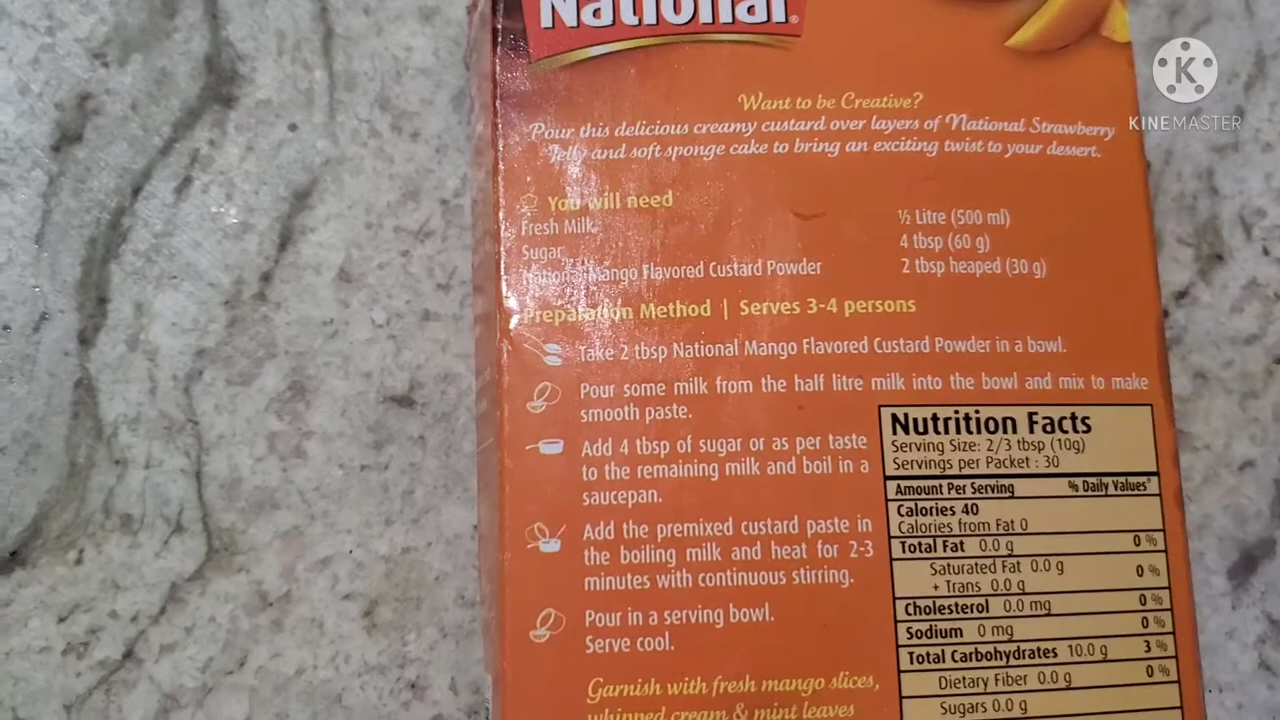 National
K
KINEMASTER
Want to be Creative?
Pour this delicious creamy custard over layers of National Strawberry
Jelly and soft sponge cake to bring an exciting twist to your dessert.
You will need
Fresh Milk ½ Litre (500 ml)
Sugar 4 tbsp (60 g)
National Mango Flavored Custard Powder 2 tbsp heaped (30 g)
Preparation Method | Serves 3-4 persons
Take 2 tbsp National Mango Flavored Custard Powder in a bowl.
Pour some milk from the half litre milk into the bowl and mix to make
smooth paste.
Add 4 tbsp of sugar or as per taste
to the remaining milk and boil in a
saucepan.
Add the premixed custard paste in
the boiling milk and heat for 2-3
minutes with continuous stirring.
Pour in a serving bowl.
Serve cool.
Garnish with fresh mango slices,
whipped cream & mint leaves
Nutrition Facts
Serving Size: 2/3 tbsp (10g)
Servings per Packet : 30
Amount Per Serving % Daily Values*
Calories 40
Calories from Fat 0
Total Fat 0.0 g 0 %
Saturated Fat 0.0 g 0 %
+ Trans 0.0 g
Cholesterol 0.0 mg 0 %
Sodium 0 mg 0 %
Total Carbohydrates 10.0 g 3 %
Dietary Fiber 0.0 g 0 %
Sugars 0.0 g